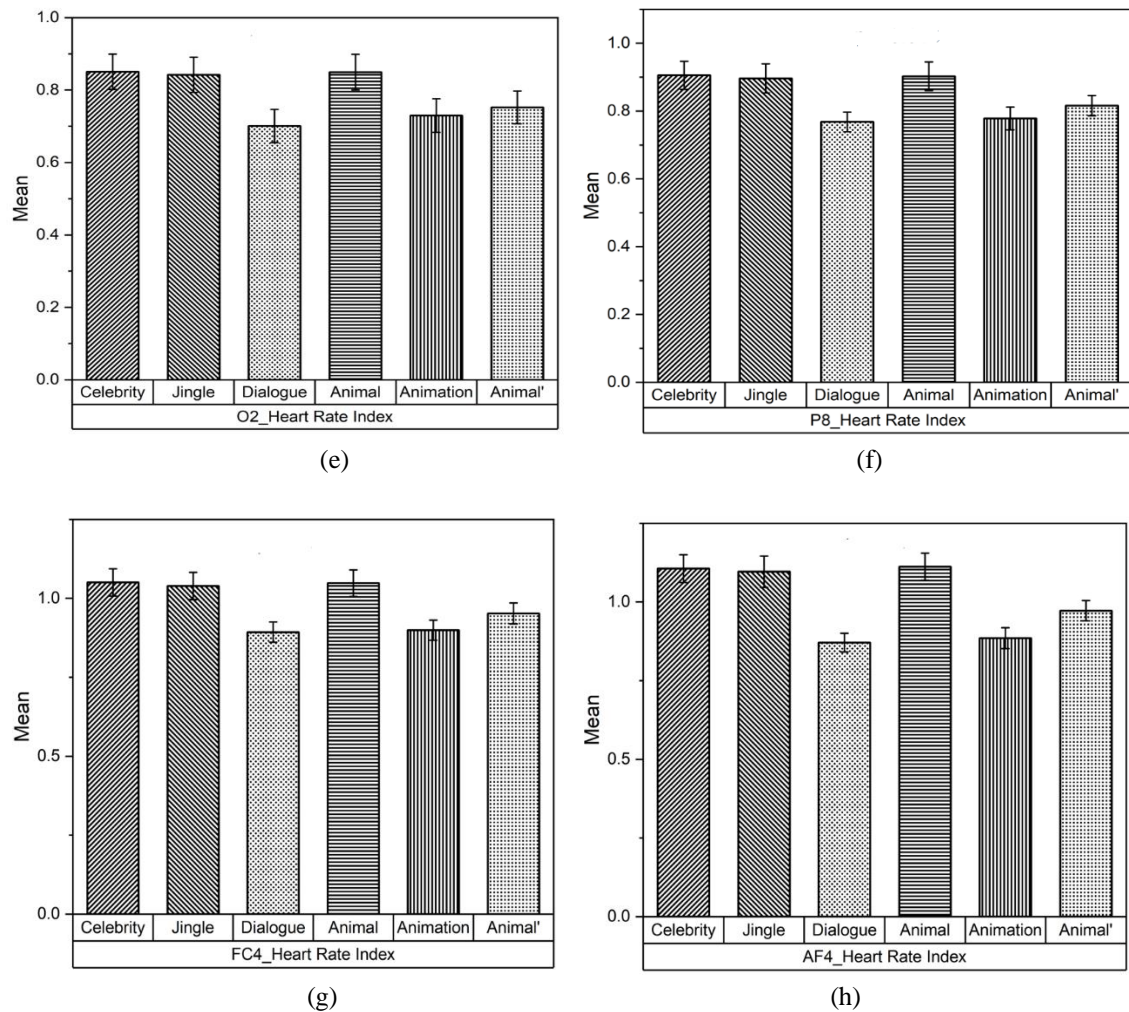 1.0
0.8
0.6
0.4
0.2
0.0
Mean
Celebrity Jingle Dialogue Animal Animation Animal'
O2_Heart Rate Index
(e)
1.0
0.8
0.6
0.4
0.2
0.0
Mean
Celebrity Jingle Dialogue Animal Animation Animal'
P8_Heart Rate Index
(f)
1.0
0.5
0.0
Mean
Celebrity Jingle Dialogue Animal Animation Animal'
FC4_Heart Rate Index
(g)
1.0
0.5
0.0
Mean
Celebrity Jingle Dialogue Animal Animation Animal'
AF4_Heart Rate Index
(h)